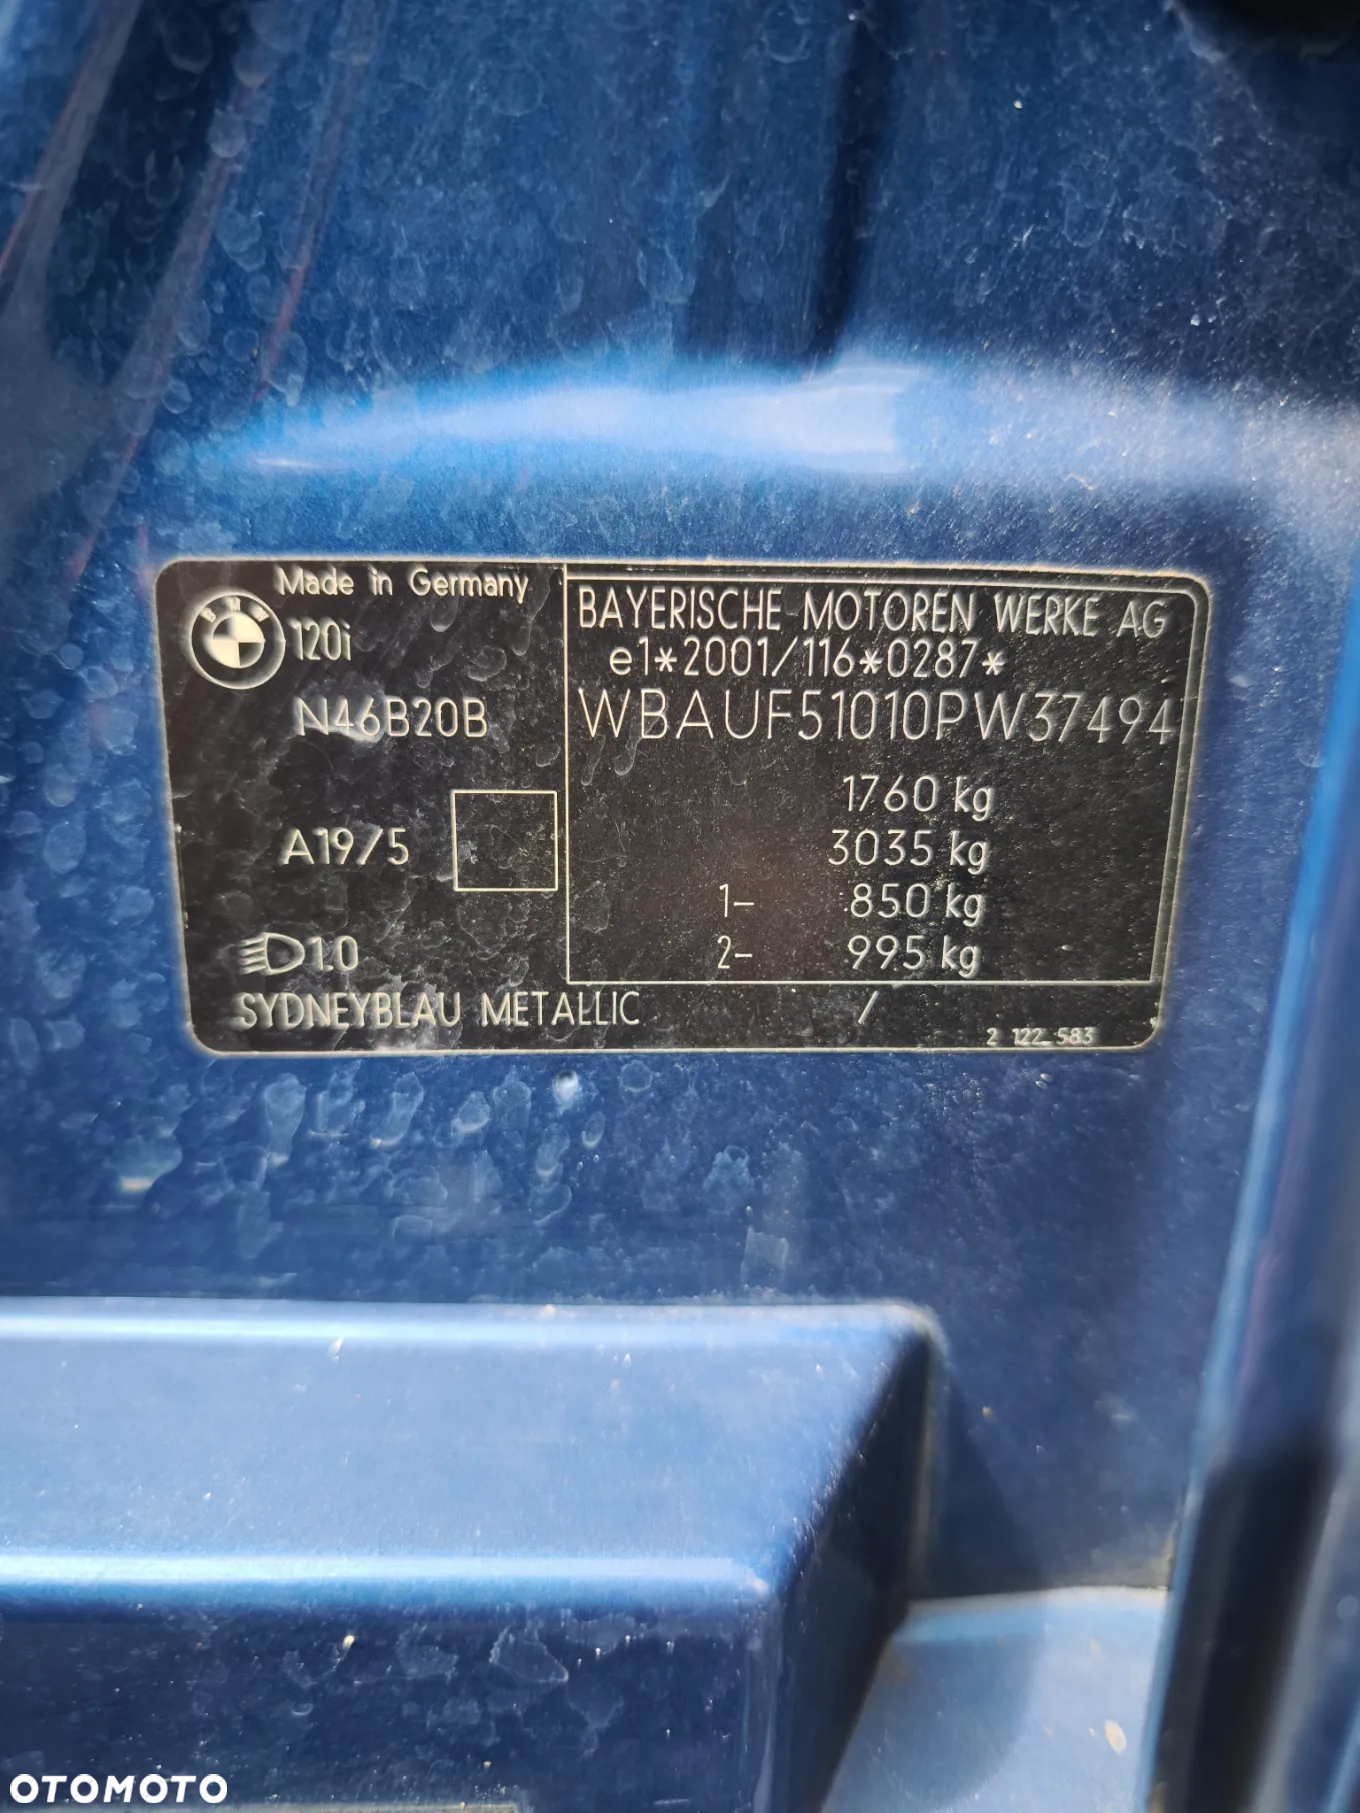 Made in Germany
BMW
120i
N46B20B
A19/5
1.0
SYDNEYBLAU METALLIC
BAYERISCHE MOTOREN WERKE AG
e1*2001/116*0287*
WBAUF51010PW37494
1760 kg
3035 kg
1- 850 kg
2- 995 kg
/
2 122 583
OTOMOTO